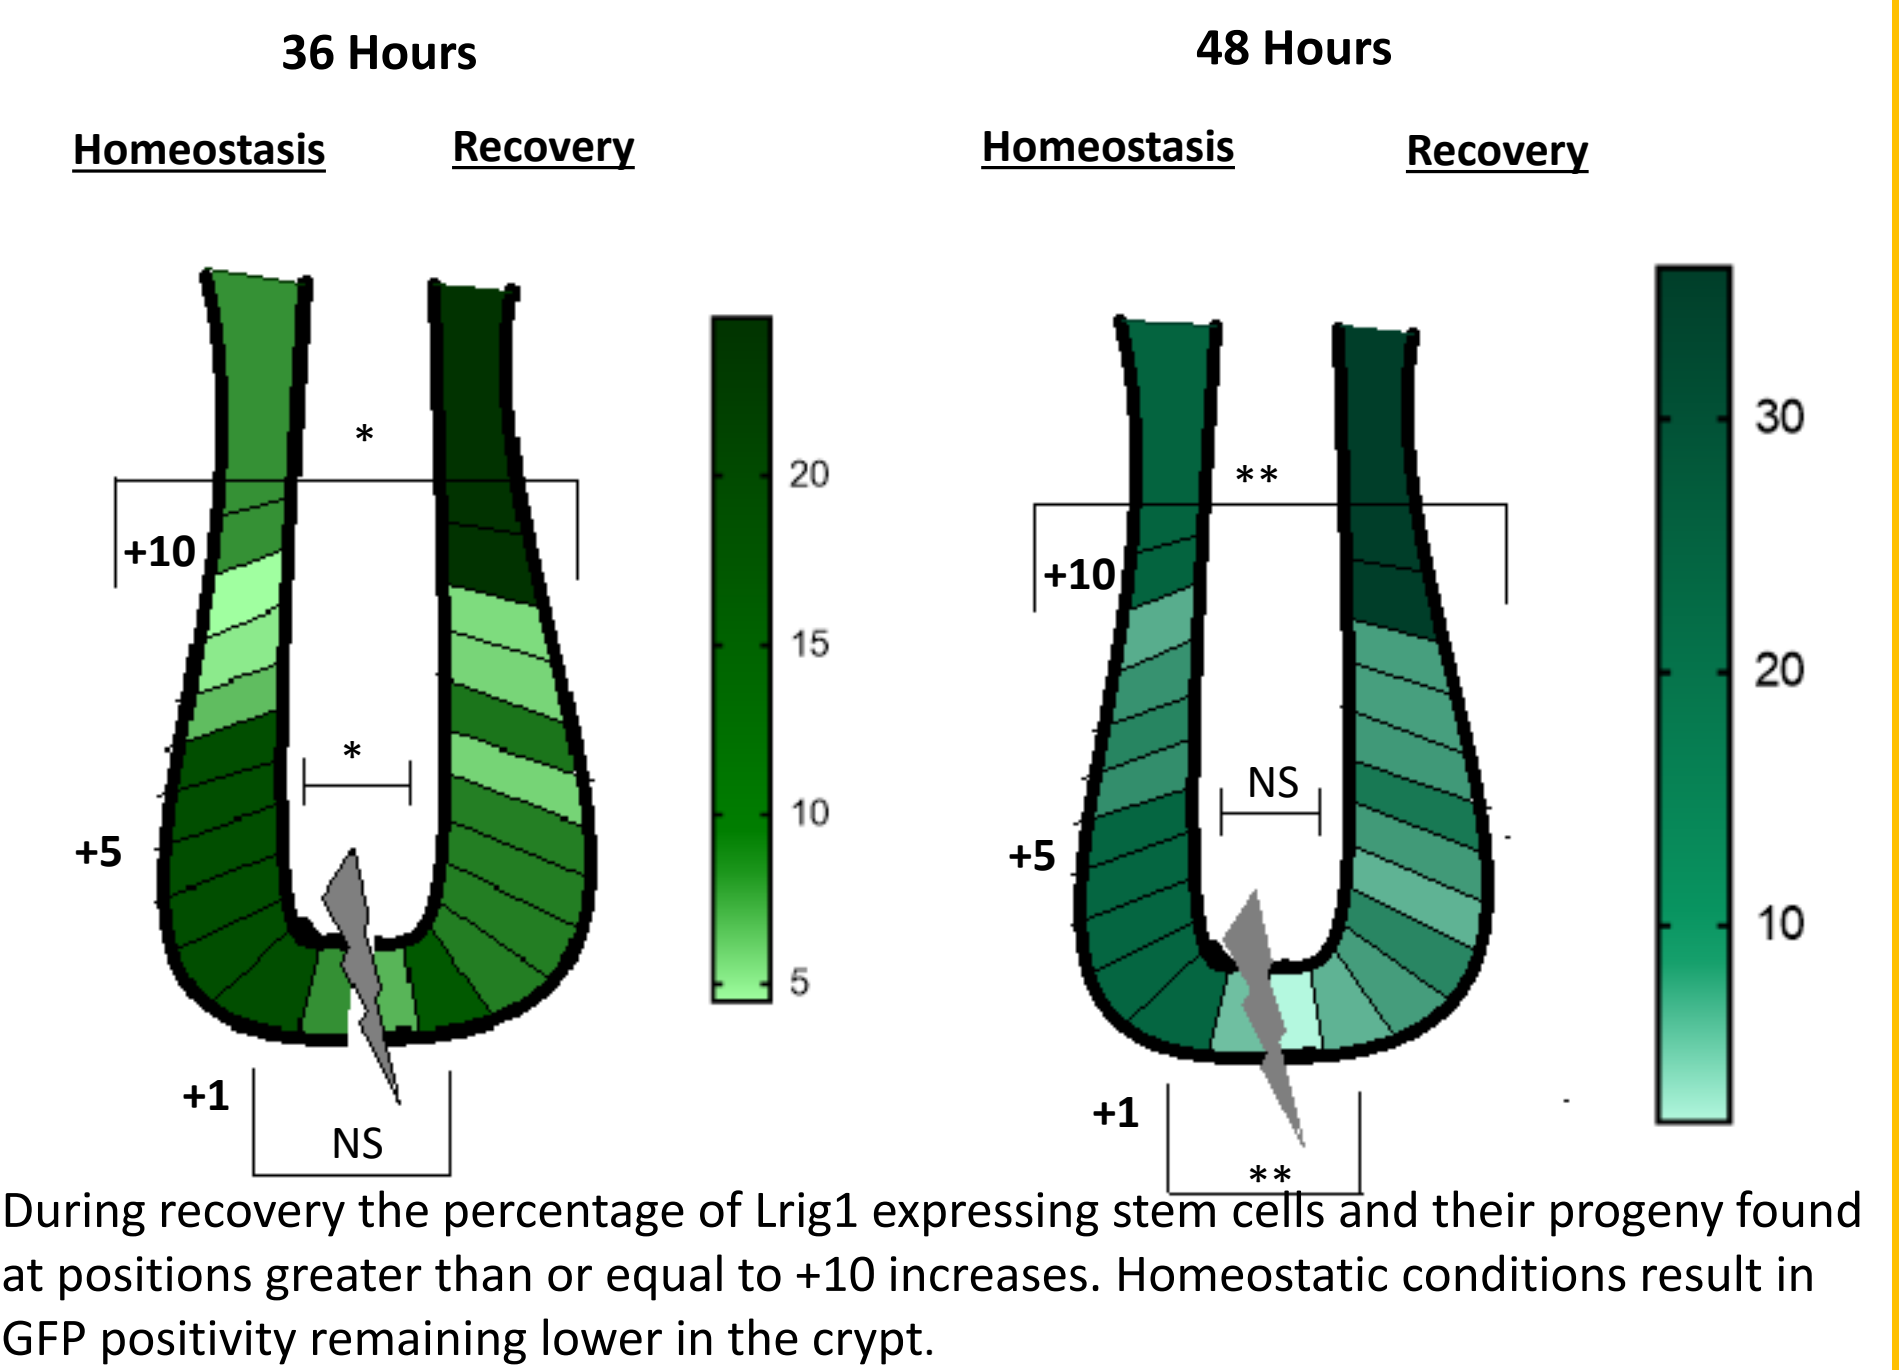 36 Hours
48 Hours
Homeostasis
Recovery
Homeostasis
Recovery
*
+10
*
+5
+1
NS
20
15
10
5
**
+10
NS
+5
+1
**
30
20
10
During recovery the percentage of Lrig1 expressing stem cells and their progeny found
at positions greater than or equal to +10 increases. Homeostatic conditions result in
GFP positivity remaining lower in the crypt.